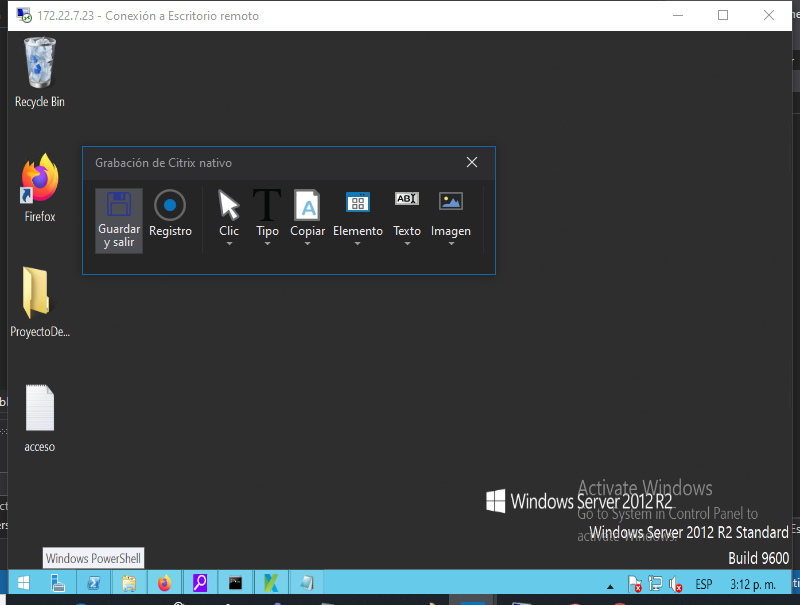 172.22.7.23 - Conexión a Escritorio remoto
Recycle Bin
Grabación de Citrix nativo
Guardar y salir
Registro
Clic
Tipo
Copiar
Elemento
Texto
Imagen
Firefox
ProyectoDe...
acceso
Activate Windows
Windows Server 2012 R2
Go to System in Control Panel to
activate Windows.
Windows Server 2012 R2 Standard
Build 9600
Windows PowerShell
ESP
3:12 p. m.